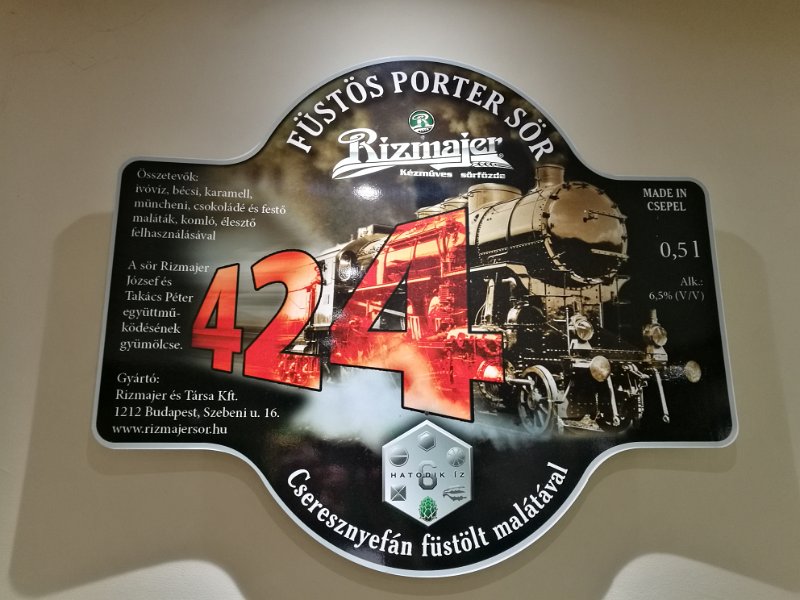 FÜSTÖS PORTER SÖR
R
Rizmajer
Kézműves sörfőzde
Összetevők:
ivóvíz, bécsi, karamell,
müncheni, csokoládé és festő
maláták, komló, élesztő
felhasználásával
A sör Rizmajer
József és
Takács Péter
együttmű-
ködésének
gyümölcse.
Gyártó:
Rizmajer és Társa Kft.
1212 Budapest, Szebeni u. 16.
www.rizmajersor.hu
424
MADE IN
CSEPEL
0,5 l
Alk.:
6,5% (V/V)
6
HATODIK ÍZ
Cseresznyefán füstölt malátával